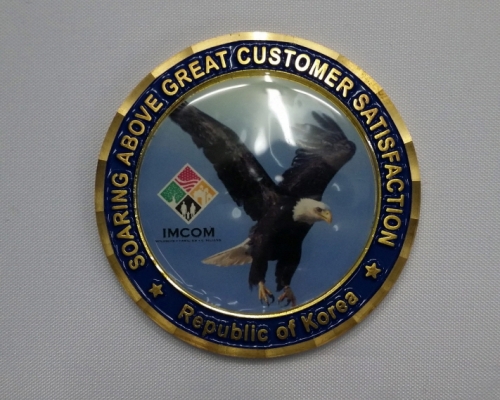 SOARING ABOVE GREAT CUSTOMER SATISFACTION
IMCOM
Republic of Korea